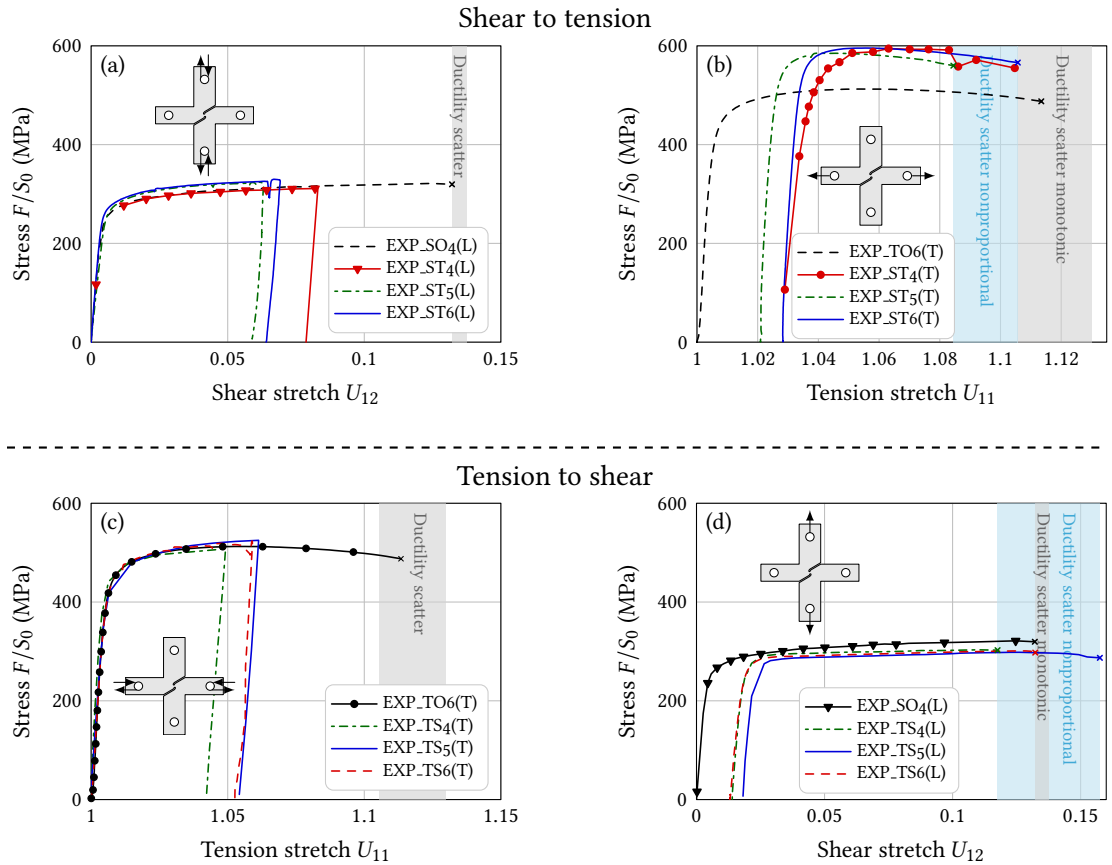 Shear to tension
(a)
600
400
200
0
Stress F/S0 (MPa)
Ductility scatter
EXP_SO4(L)
EXP_ST4(L)
EXP_ST5(L)
EXP_ST6(L)
0
0.05
0.1
0.15
Shear stretch U12
(b)
600
400
200
0
Stress F/S0 (MPa)
Ductility scatter nonproportional
Ductility scatter monotonic
EXP_TO6(T)
EXP_ST4(T)
EXP_ST5(T)
EXP_ST6(T)
1
1.02
1.04
1.06
1.08
1.1
1.12
Tension stretch U11
Tension to shear
(c)
600
400
200
0
Stress F/S0 (MPa)
Ductility scatter
EXP_TO6(T)
EXP_TS4(T)
EXP_TS5(T)
EXP_TS6(T)
1
1.05
1.1
1.15
Tension stretch U11
(d)
600
400
200
0
Stress F/S0 (MPa)
Ductility scatter monotonic
Ductility scatter nonproportional
EXP_SO4(L)
EXP_TS4(L)
EXP_TS5(L)
EXP_TS6(L)
0
0.05
0.1
0.15
Shear stretch U12